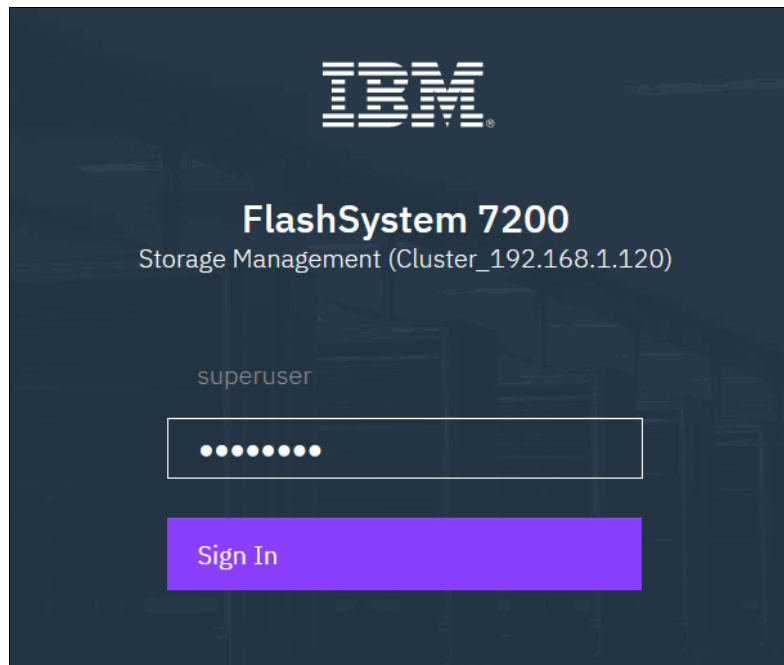 IBM®
FlashSystem 7200
Storage Management (Cluster_192.168.1.120)
superuser
••••••••
Sign In